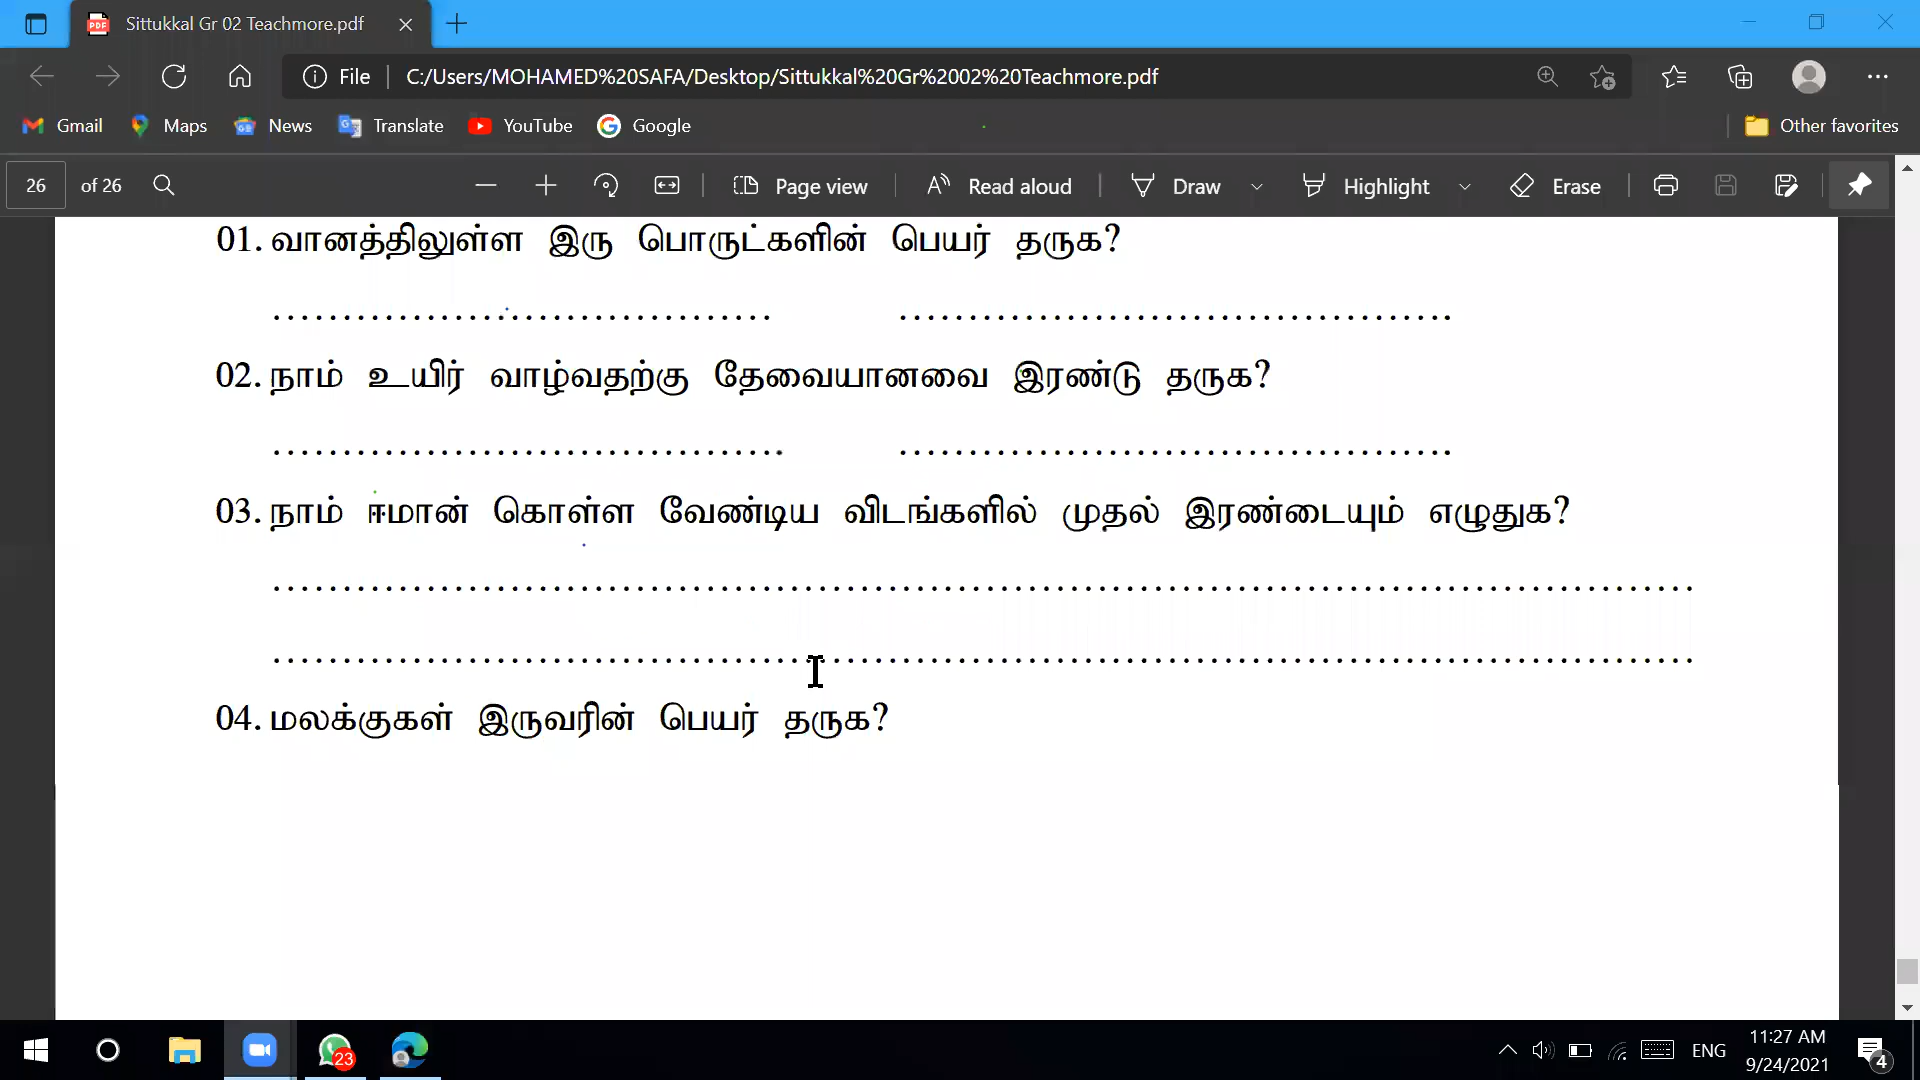 Sittukkal Gr 02 Teachmore.pdf
File C:/Users/MOHAMED%20SAFA/Desktop/Sittukkal%20Gr%2002%20Teachmore.pdf
Gmail Maps News Translate YouTube Google Other favorites
26 of 26 Page view Read aloud Draw Highlight Erase
01. வானத்திலுள்ள இரு பொருட்களின் பெயர் தருக?
02. நாம் உயிர் வாழ்வதற்கு தேவையானவை இரண்டு தருக?
03. நாம் ஈமான் கொள்ள வேண்டிய விடங்களில் முதல் இரண்டையும் எழுதுக?
04. மலக்குகள் இருவரின் பெயர் தருக?
23 ENG 11:27 AM 4
9/24/2021